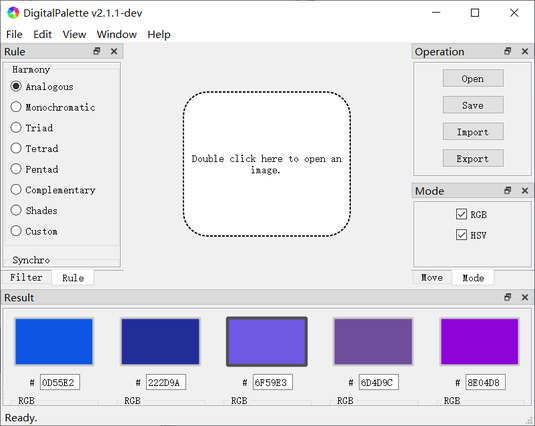 DigitalPalette v2.1.1-dev
File Edit View Window Help
Rule
Harmony
Analogous
Monochromatic
Triad
Tetrad
Pentad
Complementary
Shades
Custom
Synchro
Filter Rule
Double click here to open an
image.
Operation
Open
Save
Import
Export
Mode
RGB
HSV
Move Mode
Result
# 0D55E2 # 222D9A # 6F59E3 # 6D4D9C # 8E04D8
RGB RGB RGB RGB RGB
Ready.